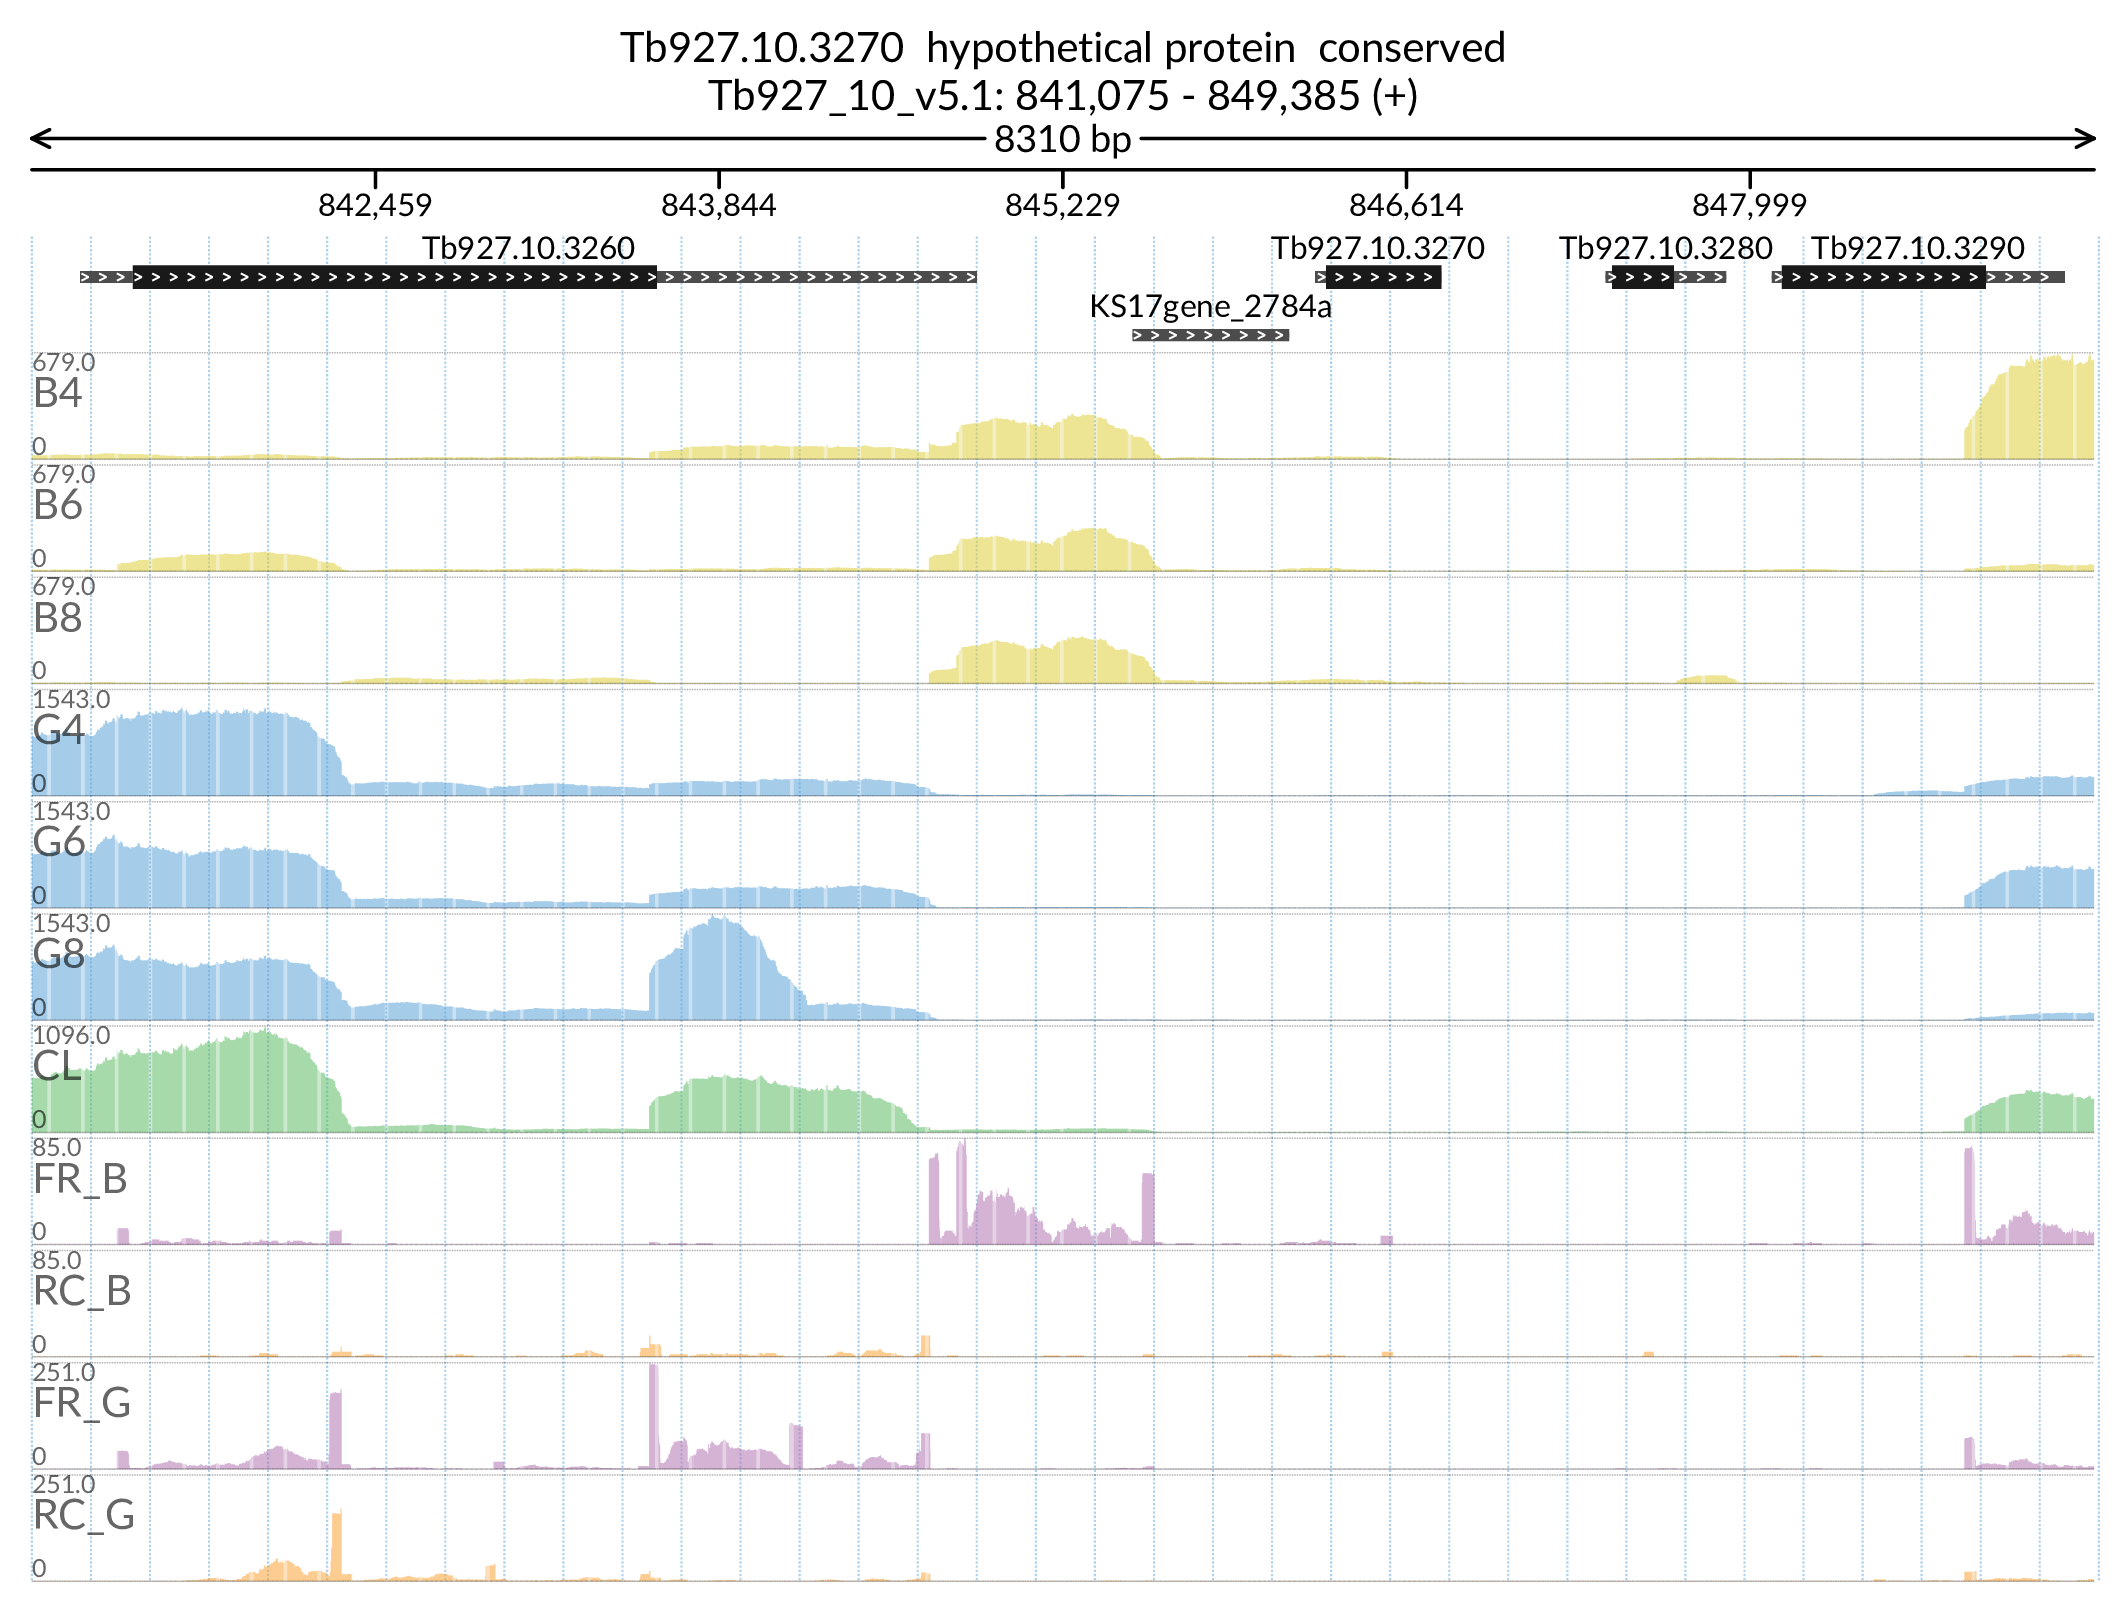 Tb927.10.3270 hypothetical protein conserved
Tb927_10_v5.1: 841,075 - 849,385 (+)
8310 bp
842,459 843,844 845,229 846,614 847,999
Tb927.10.3260 Tb927.10.3270 Tb927.10.3280 Tb927.10.3290
KS17gene_2784a
679.0
B4
0
679.0
B6
0
679.0
B8
0
1543.0
G4
0
1543.0
G6
0
1543.0
G8
0
1096.0
CL
0
85.0
FR_B
0
85.0
RC_B
0
251.0
FR_G
0
251.0
RC_G
0